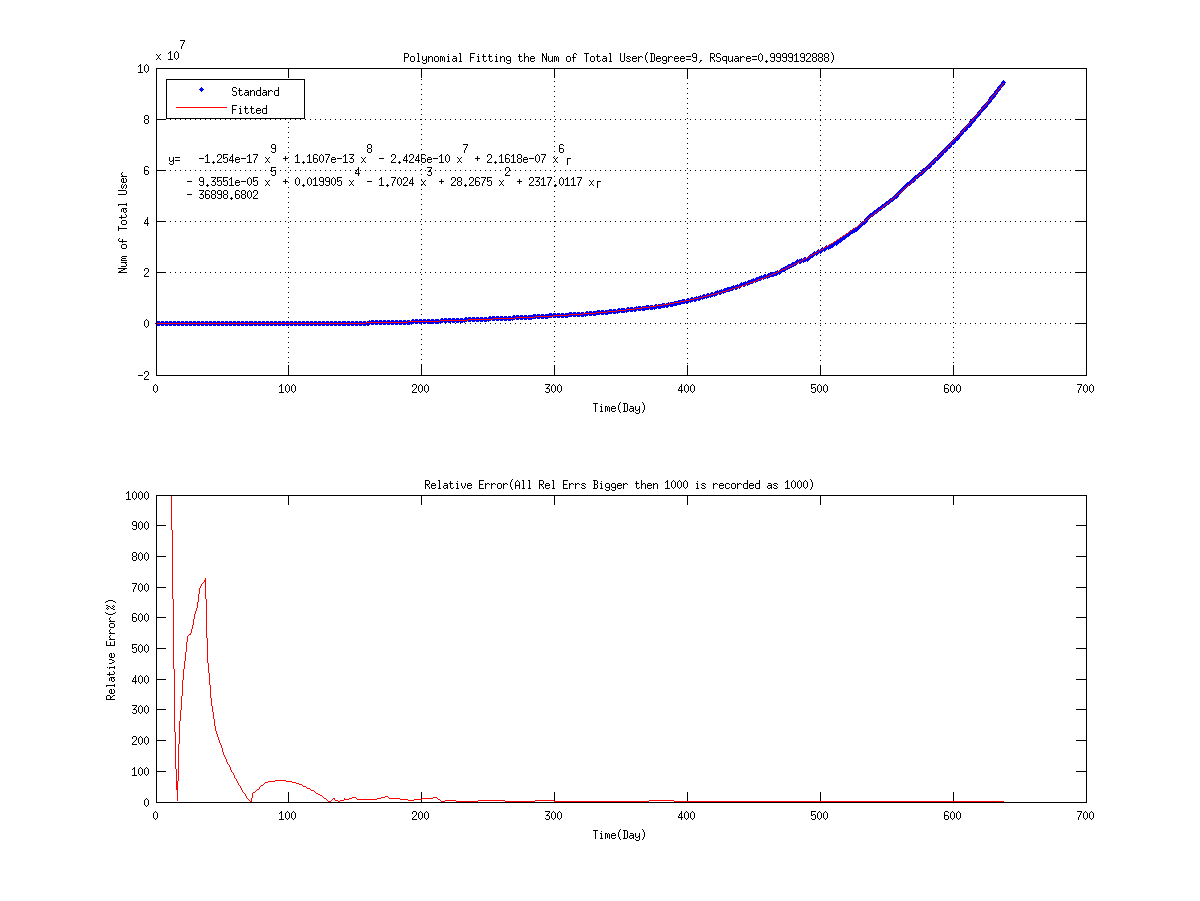 7
x 10
Polynomial Fitting the Num of Total User(Degree=9, RSquare=0.9999192888)
10
8
6
4
2
0
-2
Num of Total User
Standard
Fitted
9 8 7 6
y= -1.254e-17 x + 1.1607e-13 x - 2.4246e-10 x + 2.1618e-07 x
5 4 3 2
- 9.3551e-05 x + 0.019905 x - 1.7024 x + 28.2675 x + 2317.0117 x
- 36898.6802
0 100 200 300 400 500 600 700
Time(Day)
Relative Error(All Rel Errs Bigger then 1000 is recorded as 1000)
1000
900
800
700
600
500
400
300
200
100
0
Relative Error(%)
0 100 200 300 400 500 600 700
Time(Day)